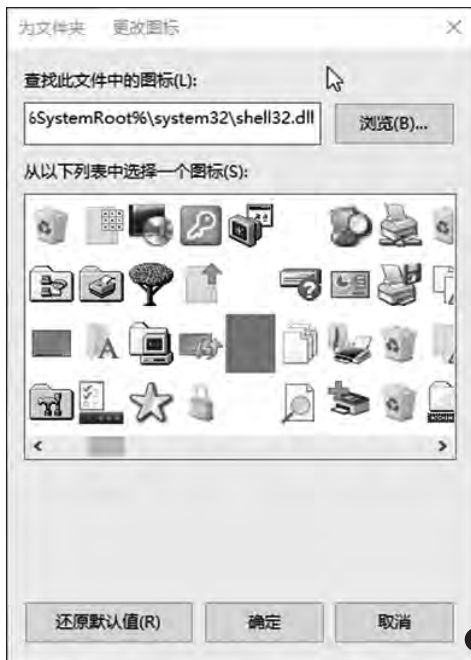 为文件夹 更改图标
查找此文件中的图标(L):
%SystemRoot%\system32\shell32.dll
浏览(B)...
从以下列表中选择一个图标(S):
还原默认值(R) 确定 取消